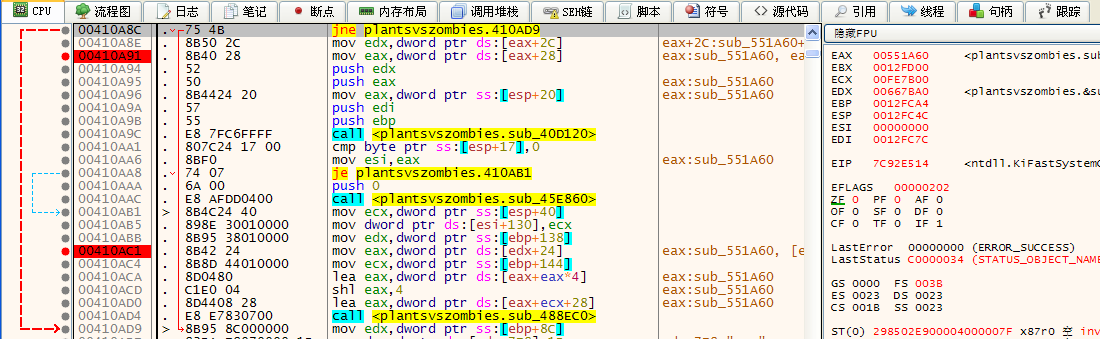 CPU 流程图 日志 笔记 断点 内存布局 调用堆栈 SEH链 脚本 符号 源代码 引用 线程 句柄 跟踪
隐藏FPU
00410A8C 75 4B jne plantsvszombies.410AD9
00410A8E 8B50 2C mov edx,dword ptr ds:[eax+2C] eax+2C:sub_551A60+
00410A91 8B40 28 mov eax,dword ptr ds:[eax+28] eax:sub_551A60, ea
00410A94 52 push edx
00410A95 50 push eax eax:sub_551A60
00410A96 8B4424 20 mov eax,dword ptr ss:[esp+20] eax:sub_551A60
00410A9A 57 push edi
00410A9B 55 push ebp
00410A9C E8 7FC6FFFF call <plantsvszombies.sub_40D120>
00410AA1 807C24 17 00 cmp byte ptr ss:[esp+17],0
00410AA6 8BF0 mov esi,eax eax:sub_551A60
00410AA8 74 07 je plantsvszombies.410AB1
00410AAA 6A 00 push 0
00410AAC E8 AFDD0400 call <plantsvszombies.sub_45E860>
00410AB1 8B4C24 40 mov ecx,dword ptr ss:[esp+40]
00410AB5 898E 30010000 mov dword ptr ds:[esi+130],ecx
00410ABB 8B95 38010000 mov edx,dword ptr ss:[ebp+138]
00410AC1 8B42 24 mov eax,dword ptr ds:[edx+24] eax:sub_551A60, [e
00410AC4 8B8D 44010000 mov ecx,dword ptr ss:[ebp+144]
00410ACA 8D0480 lea eax,dword ptr ds:[eax+eax*4] eax:sub_551A60
00410ACD C1E0 04 shl eax,4 eax:sub_551A60
00410AD0 8D4408 28 lea eax,dword ptr ds:[eax+ecx+28] eax:sub_551A60
00410AD4 E8 E7830700 call <plantsvszombies.sub_488EC0>
00410AD9 8B95 8C000000 mov edx,dword ptr ss:[ebp+8C]
EAX 00551A60 <plantsvszombies.sub
EBX 0012FD00
ECX 00FE7B00
EDX 00667BA0 <plantsvszombies.&sub
EBP 0012FCA4
ESP 0012FC4C
ESI 00000000
EDI 0012FC7C
EIP 7C92E514 <ntdll.KiFastSystemC
EFLAGS 00000202
ZF 0 PF 0 AF 0
OF 0 SF 0 DF 0
CF 0 TF 0 IF 1
LastError 00000000 (ERROR_SUCCESS)
LastStatus C0000034 (STATUS_OBJECT_NAME
GS 0000 FS 003B
ES 0023 DS 0023
CS 001B SS 0023
ST(0) 298502E900004000007F x87r0 空 inv